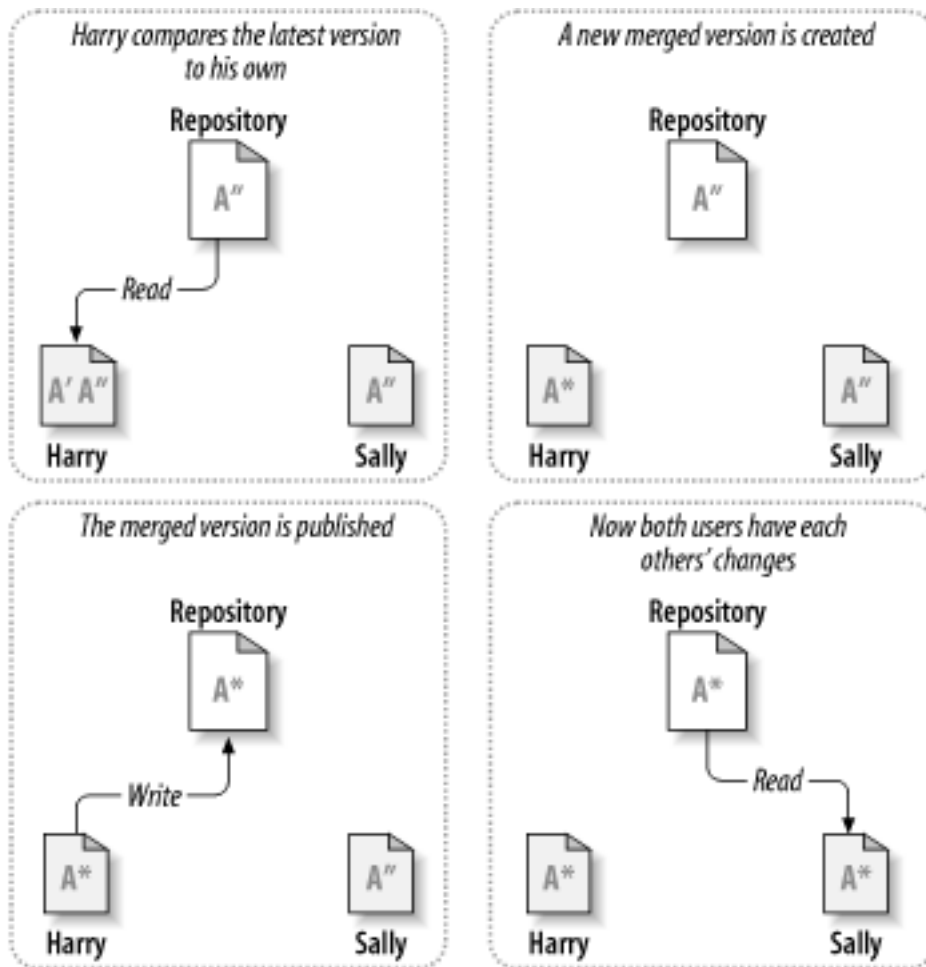 Harry compares the latest version
to his own
Repository
A″
Read
A′ A″
A″
Harry
Sally
A new merged version is created
Repository
A″
A*
A″
Harry
Sally
The merged version is published
Repository
A*
Write
A*
A″
Harry
Sally
Now both users have each
others’ changes
Repository
A*
Read
A*
A*
Harry
Sally